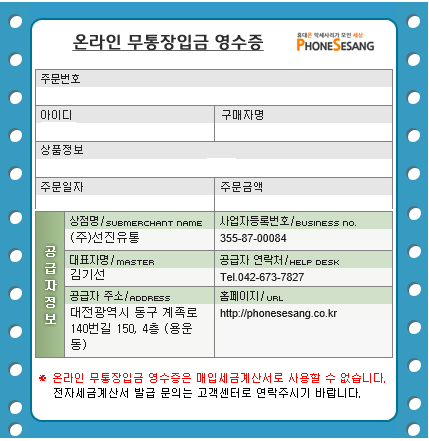 온라인 무통장입금 영수증
휴대폰 악세사리가 모인 세상
PHONESESANG
주문번호
아이디 구매자명
상품정보
주문일자 주문금액
공급자정보
상점명/SUBMERCHANT NAME 사업자등록번호/BUSINESS NO.
(주)선진유통 355-87-00084
대표자명/MASTER 공급자 연락처/HELP DESK
김기선 Tel.042-673-7827
공급자 주소/ADDRESS 홈페이지/URL
대전광역시 동구 계족로 http://phonesesang.co.kr
140번길 150, 4층 (용운
동)
* 온라인 무통장입금 영수증은 매입세금계산서로 사용할 수 없습니다.
전자세금계산서 발급 문의는 고객센터로 연락주시기 바랍니다.